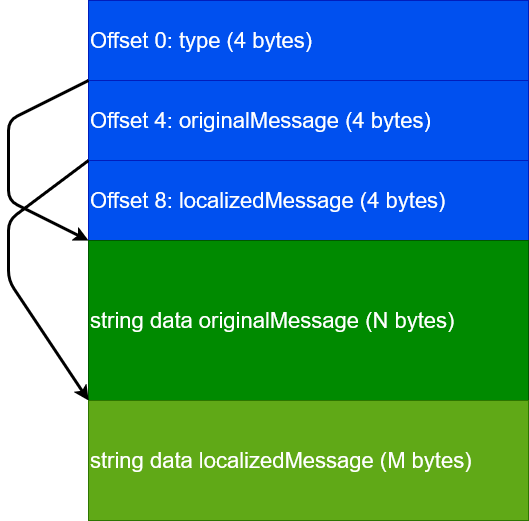 Offset 0: type (4 bytes)
Offset 4: originalMessage (4 bytes)
Offset 8: localizedMessage (4 bytes)
string data originalMessage (N bytes)
string data localizedMessage (M bytes)